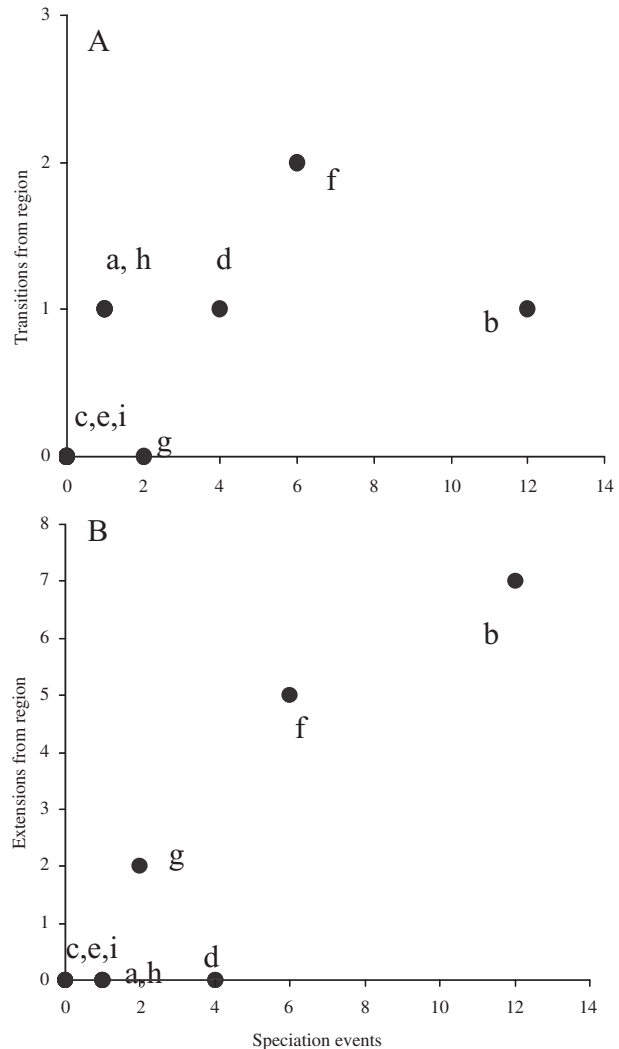 3
A
2
f
a, h
d
1
b
c,e,i
g
0
0
2
4
6
8
10
12
14
Transitions from region
8
B
7
b
6
5
f
4
3
g
2
1
c,e,i
d
a,h
0
0
2
4
6
8
10
12
14
Extensions from region
Speciation events